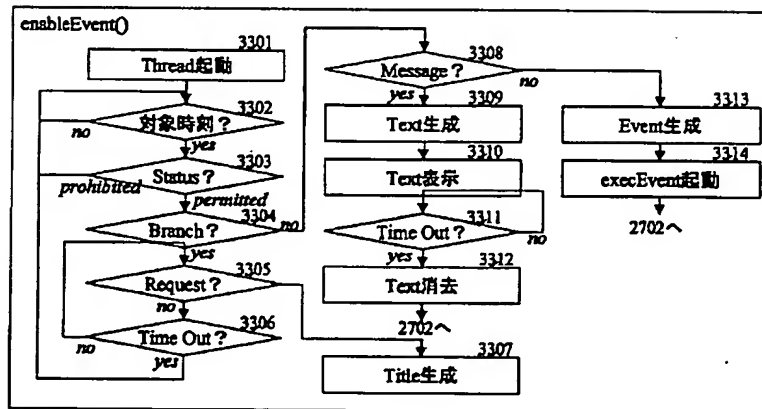 enableEvent()
3301
Thread起動
3302
対象時刻？
no
yes
3303
Status？
prohibited
permitted
3304
Branch？
no
yes
3305
Request？
no
3306
Time Out？
no
yes
3308
Message？
no
yes
3309
Text生成
3310
Text表示
3311
Time Out？
no
yes
3312
Text消去
2702へ
3307
Title生成
3313
Event生成
3314
execEvent起動
2702へ